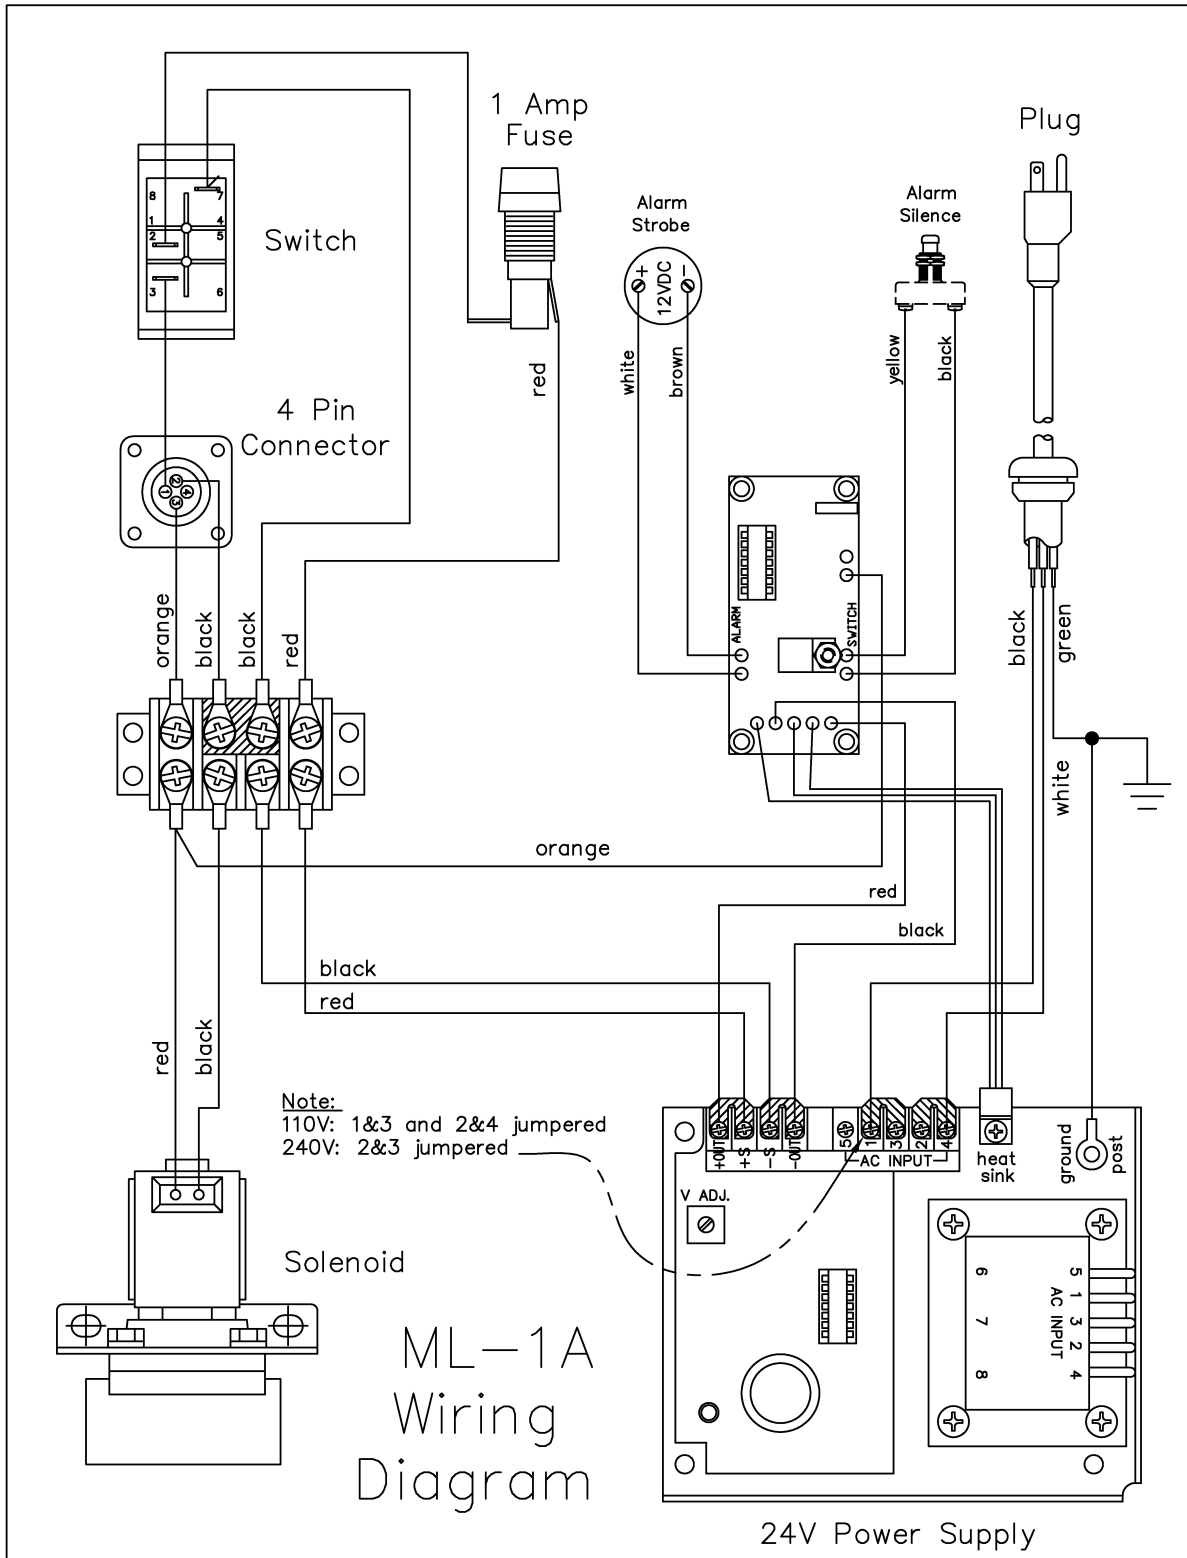 1 Amp
Fuse
Plug
Alarm
Strobe
Alarm
Silence
8
7
1
4
2
5
3
6
Switch
+
12VDC
-
white
brown
yellow
black
red
4 Pin
Connector
2
1
4
3
orange
black
black
red
ALARM
SWITCH
black
green
white
orange
red
black
black
red
red
black
Note:
110V: 1&3 and 2&4 jumpered
240V: 2&3 jumpered
+OUT
+S
-S
-OUT
5
1
3
2
4
AC INPUT
heat
sink
ground
post
V ADJ.
Solenoid
6
7
8
5
1
3
2
4
AC INPUT
ML-1A
Wiring
Diagram
24V Power Supply